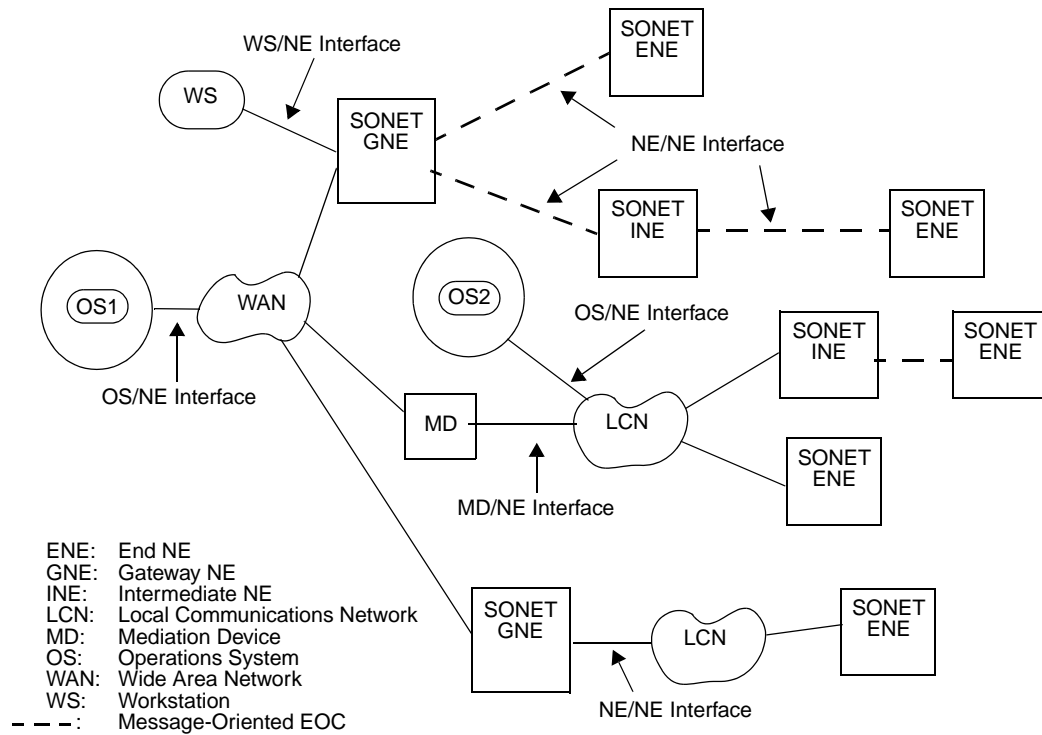 SONET
ENE
WS/NE Interface
WS
SONET
GNE
NE/NE Interface
SONET
INE
SONET
ENE
OS1
WAN
OS2
OS/NE Interface
SONET
INE
SONET
ENE
OS/NE Interface
MD
LCN
SONET
ENE
MD/NE Interface
ENE: End NE
GNE: Gateway NE
INE: Intermediate NE
LCN: Local Communications Network
MD: Mediation Device
OS: Operations System
WAN: Wide Area Network
WS: Workstation
: Message-Oriented EOC
SONET
GNE
LCN
SONET
ENE
NE/NE Interface